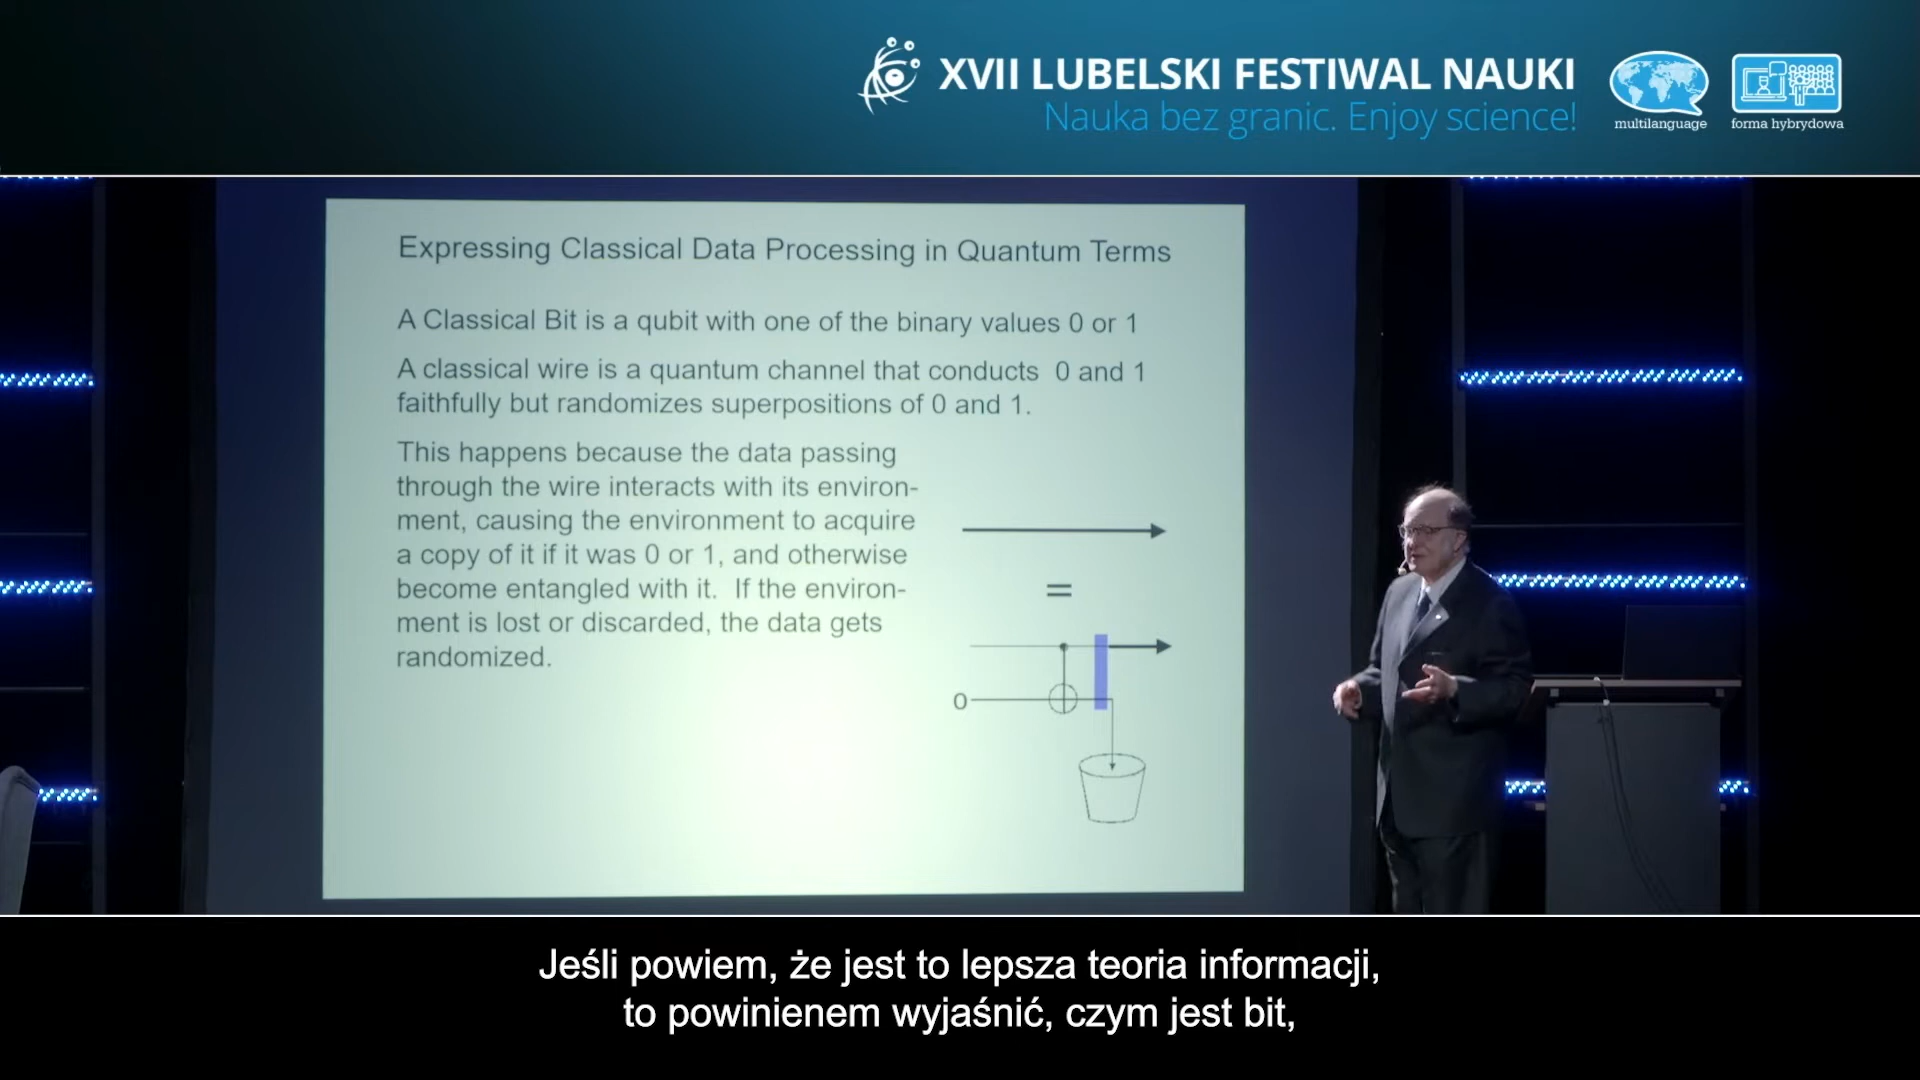 XVII LUBELSKI FESTIWAL NAUKI
Nauka bez granic. Enjoy science!
multilanguage
forma hybrydowa
Expressing Classical Data Processing in Quantum Terms
A Classical Bit is a qubit with one of the binary values 0 or 1
A classical wire is a quantum channel that conducts 0 and 1
faithfully but randomizes superpositions of 0 and 1.
This happens because the data passing
through the wire interacts with its environ-
ment, causing the environment to acquire
a copy of it if it was 0 or 1, and otherwise
become entangled with it. If the environ-
ment is lost or discarded, the data gets
randomized.
=
0
Jeśli powiem, że jest to lepsza teoria informacji,
to powinienem wyjaśnić, czym jest bit,